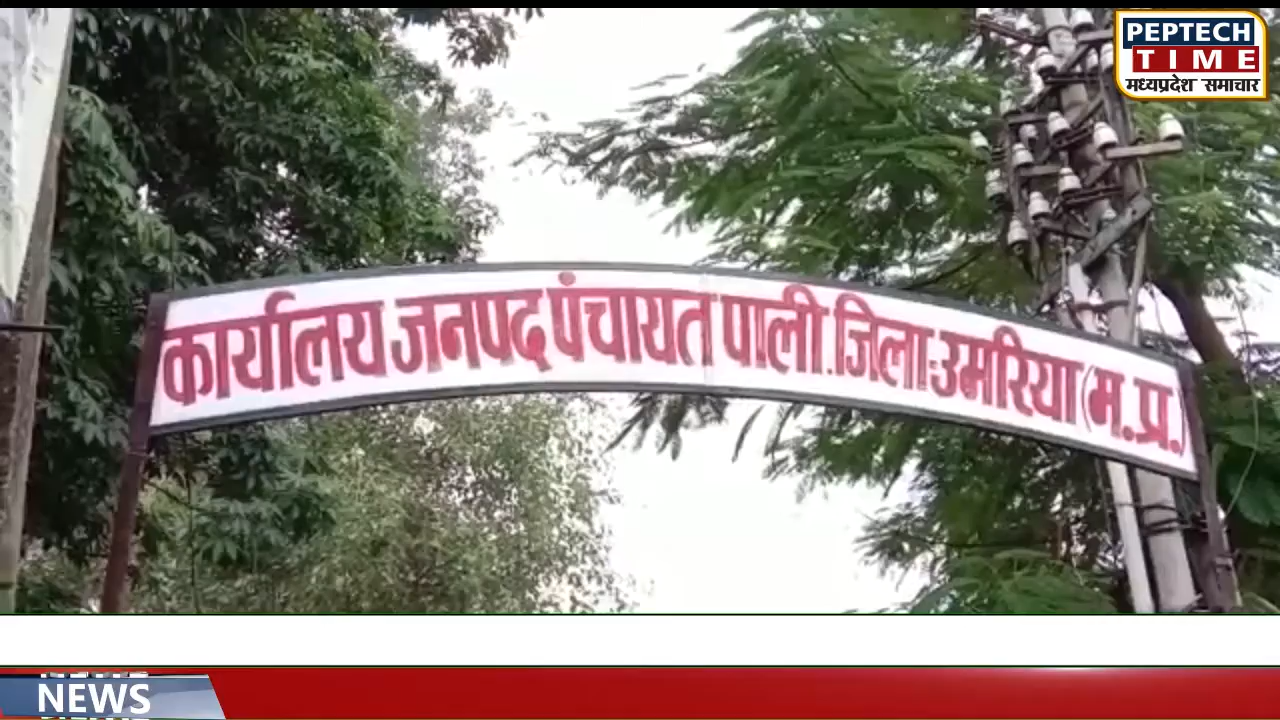 PEPTECH
TIME
मध्यप्रदेश समाचार
कार्यालय जनपद पंचायत पाली.जिला-उमरिया (म.प्र.)
NEWS